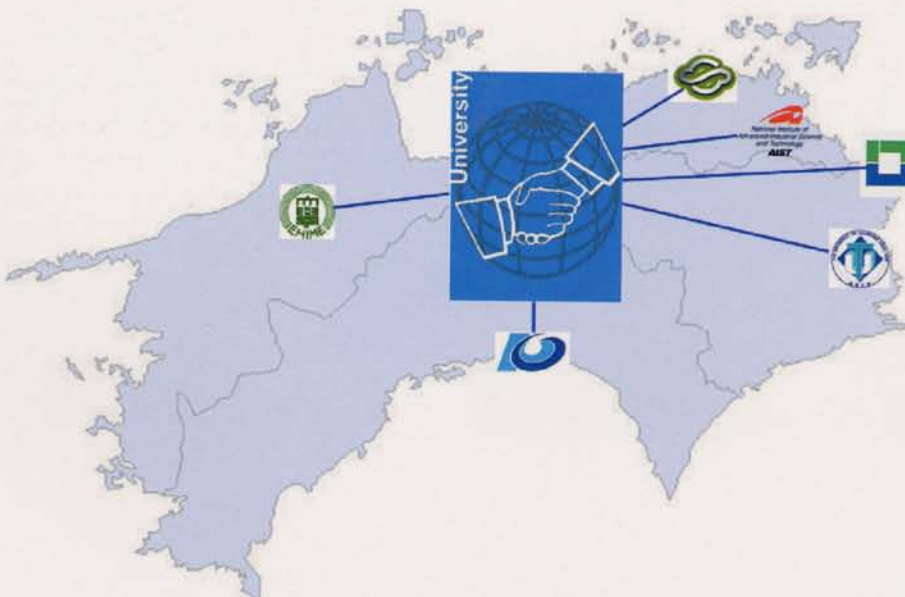 University
EHIME
National Institute of
Advanced Industrial Science
and Technology
AIST